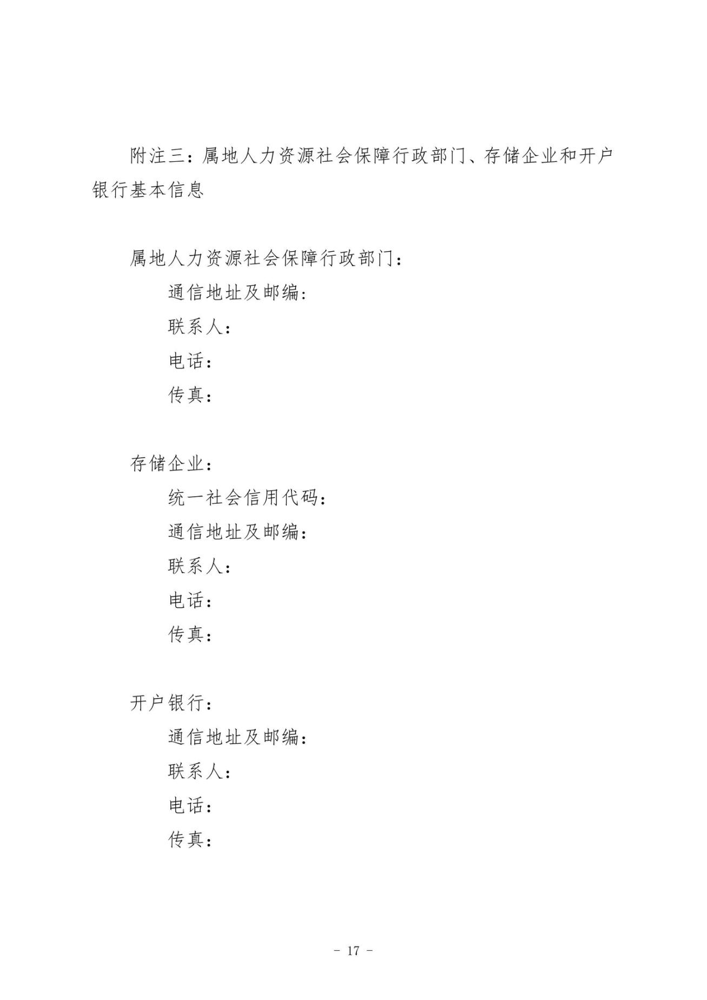 附注三：属地人力资源社会保障行政部门、存储企业和开户
银行基本信息
属地人力资源社会保障行政部门：
通信地址及邮编:
联系人：
电话：
传真：
存储企业：
统一社会信用代码：
通信地址及邮编：
联系人：
电话：
传真：
开户银行：
通信地址及邮编：
联系人：
电话：
传真：
- 17 -